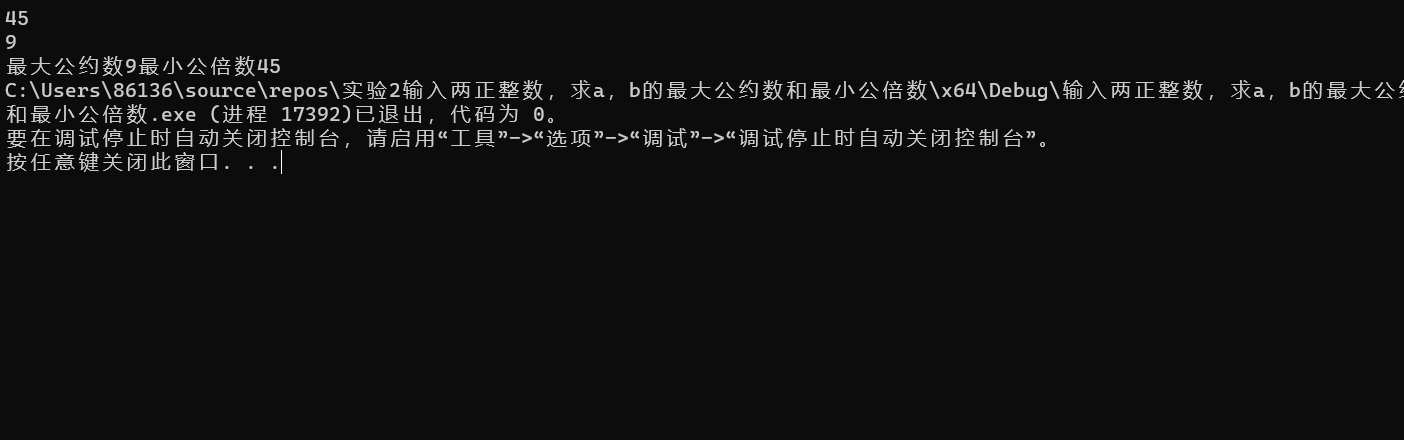 45
9
最大公约数9最小公倍数45
C:\Users\86136\source\repos\实验2输入两正整数，求a，b的最大公约数和最小公倍数\x64\Debug\输入两正整数，求a，b的最大公
和最小公倍数.exe (进程 17392)已退出，代码为 0。
要在调试停止时自动关闭控制台，请启用“工具”->“选项”->“调试”->“调试停止时自动关闭控制台”。
按任意键关闭此窗口. . .